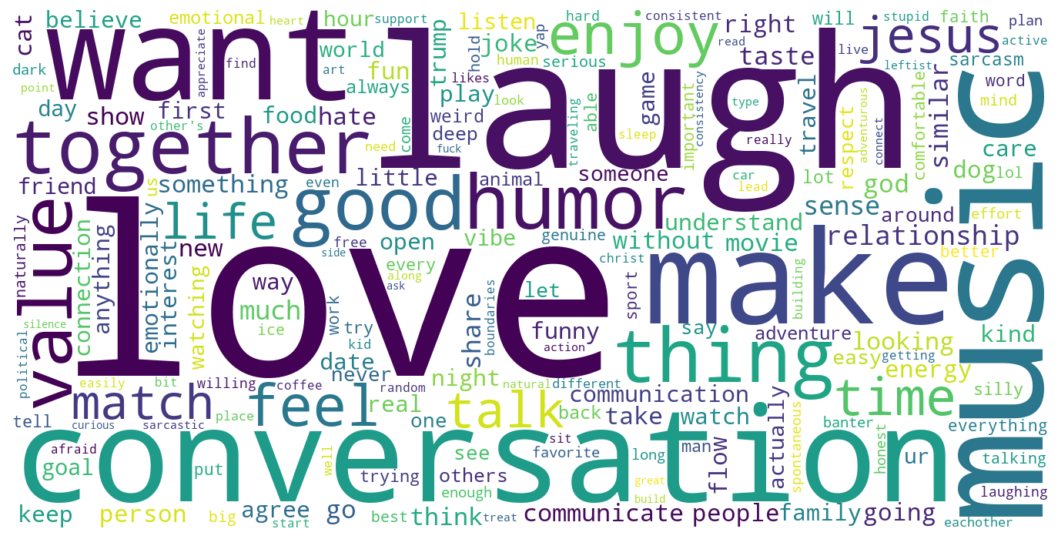 believe emotional heart support hour listen hard consistent right will faith stupid plan
cat want world joke enjoy jesus
dark appreciate find art always fun trump hold human yap serious read taste live leftist active
point day show first food hate likes play look weird game able important consistency type travel respect adventurous connect comfortable sarcasm word mind similar
together other's need come deep fuck sleep traveling laugh really car lead lot god dog lol care
friend something us even little animal someone understand sense around effort
value life good humor relationship better
naturally connection anything emotionally interest new open vibe genuine without movie music
watching way free every christ sport building
love side along ask let make
silence much ice work try kid share boundaries funny action say adventure looking kind
political date never night natural different thing easy getting energy silly
easily bit willing coffee random communication time
tell curious match sarcastic place feel real one talk back take watch banter everything
afraid goal put well see sit favorite long man flow actually spontaneous honest ur talking
conversation trying others enough great build laughing
keep person big agree start go best think treat communicate people family going eachother